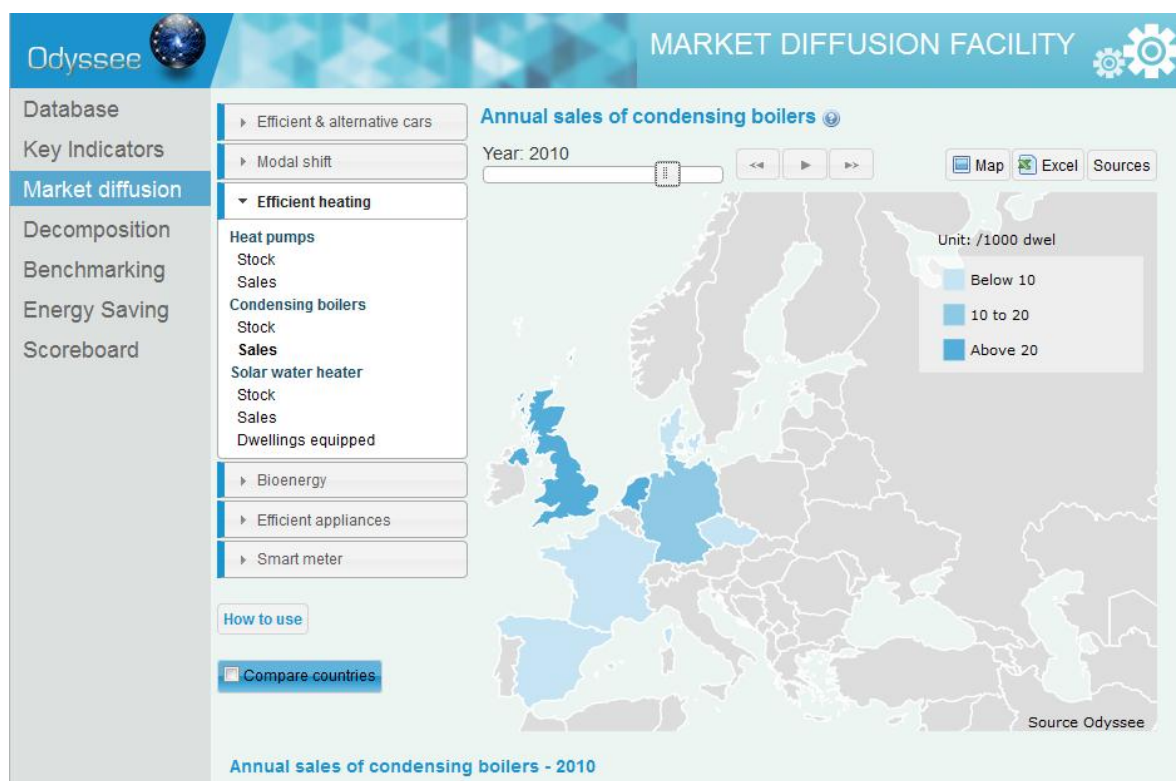 Odyssee
MARKET DIFFUSION FACILITY
Database
Key Indicators
Market diffusion
Decomposition
Benchmarking
Energy Saving
Scoreboard
Efficient & alternative cars
Modal shift
Efficient heating
Heat pumps
Stock
Sales
Condensing boilers
Stock
Sales
Solar water heater
Stock
Sales
Dwellings equipped
Bioenergy
Efficient appliances
Smart meter
How to use
Compare countries
Annual sales of condensing boilers
Year: 2010
Map Excel Sources
Unit: /1000 dwel
Below 10
10 to 20
Above 20
Source Odyssee
Annual sales of condensing boilers - 2010